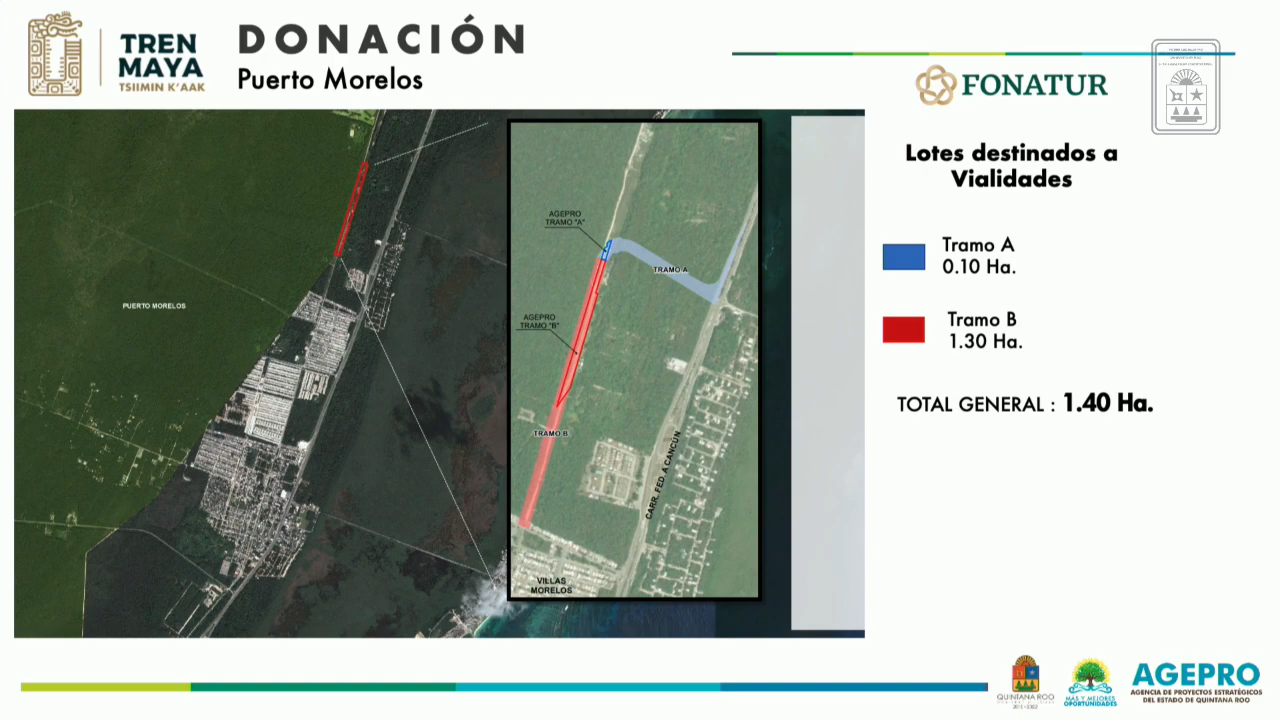 TREN
MAYA
TSIIMIN K'AAK
DONACIÓN
Puerto Morelos
FONATUR
Lotes destinados a
Vialidades
Tramo A
0.10 Ha.
Tramo B
1.30 Ha.
TOTAL GENERAL : 1.40 Ha.
PUERTO MORELOS
AGEPRO
TRAMO "A"
TRAMO A
AGEPRO
TRAMO "B"
TRAMO B
CARR. FED. A CANCÚN
VILLAS
MORELOS
QUINTANA ROO
MÁS Y MEJORES
OPORTUNIDADES
AGEPRO
AGENCIA DE PROYECTOS ESTRATÉGICOS
DEL ESTADO DE QUINTANA ROO